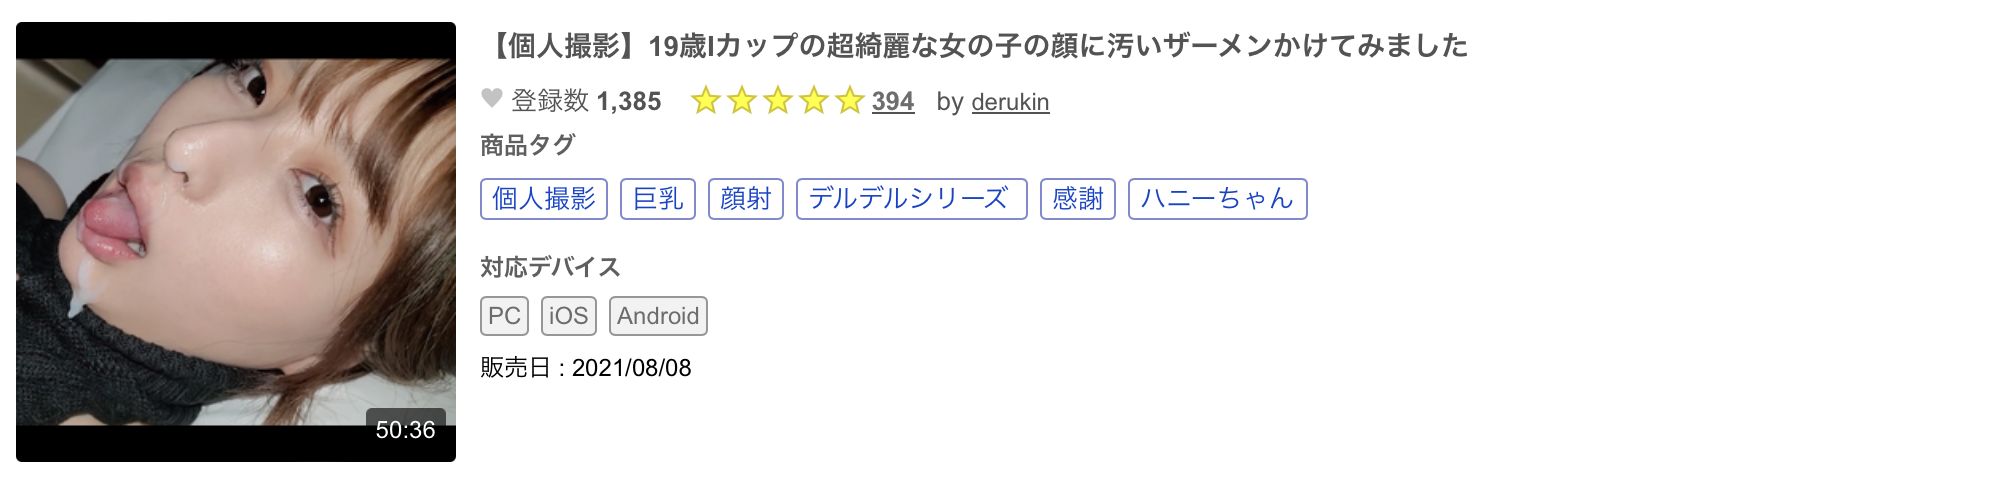 【個人撮影】19歳Iカップの超綺麗な女の子の顔に汚いザーメンかけてみました
登録数 1,385 394 by derukin
商品タグ
個人撮影 巨乳 顔射 デルデルシリーズ 感謝 ハニーちゃん
対応デバイス
PC iOS Android
販売日 : 2021/08/08
50:36